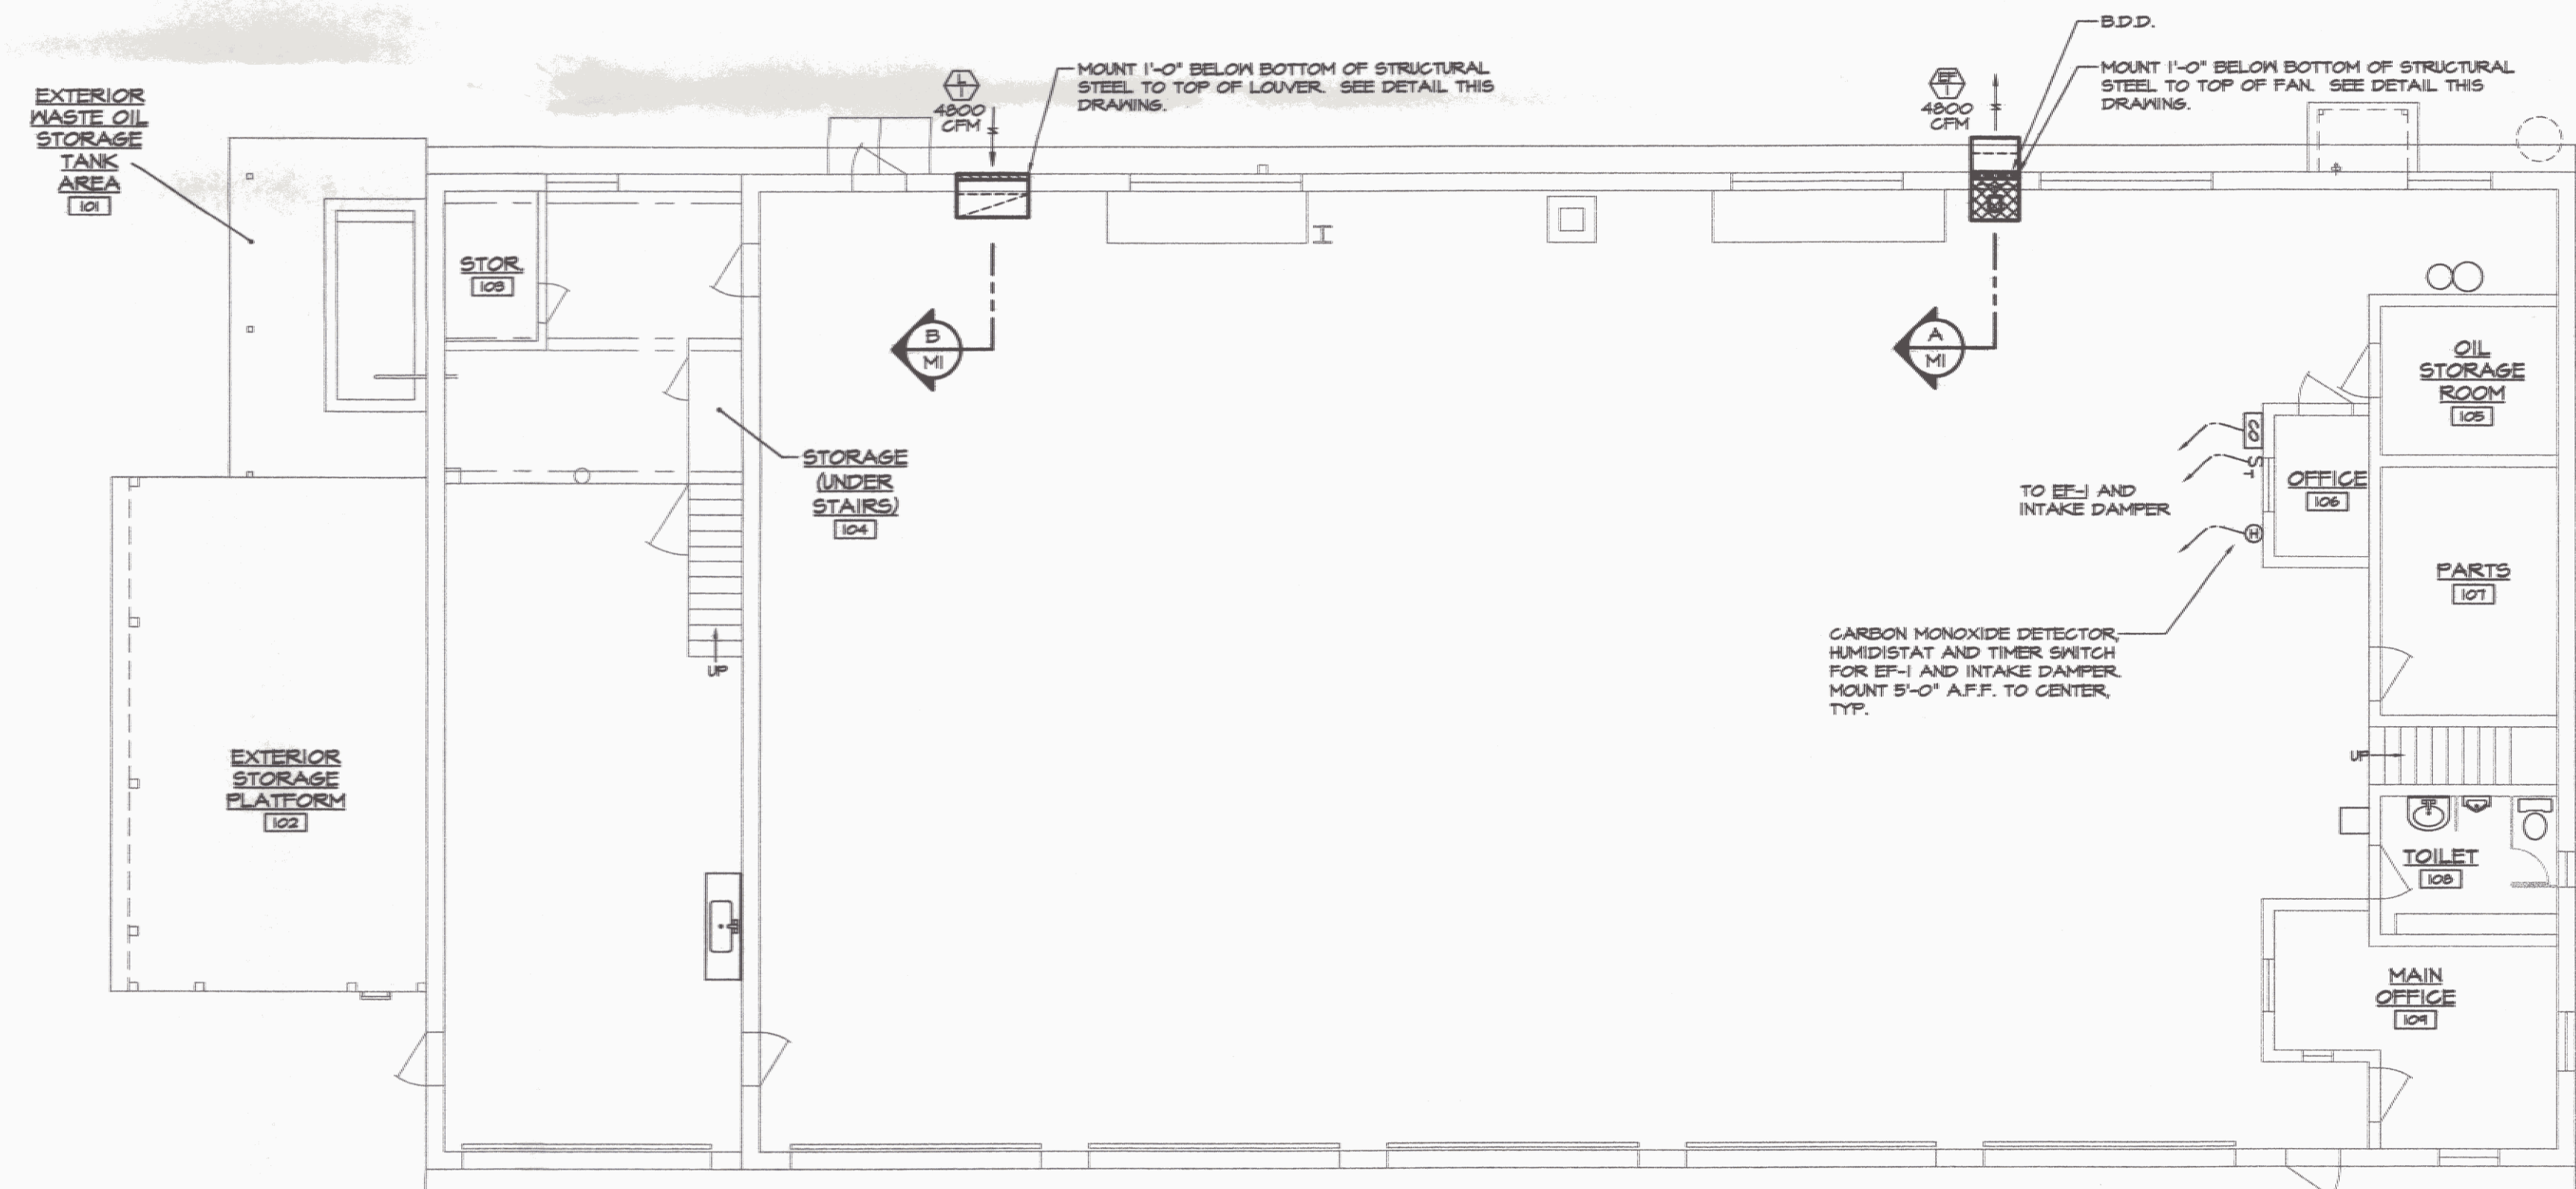 B.D.D.
MOUNT 1'-0" BELOW BOTTOM OF STRUCTURAL
STEEL TO TOP OF LOUVER. SEE DETAIL THIS
DRAWING.
MOUNT 1'-0" BELOW BOTTOM OF STRUCTURAL
STEEL TO TOP OF FAN. SEE DETAIL THIS
DRAWING.
L
1
4800
CFM
EF
1
4800
CFM
EXTERIOR
WASTE OIL
STORAGE
TANK
AREA
101
STOR.
103
B
M1
A
M1
OIL
STORAGE
ROOM
105
STORAGE
(UNDER
STAIRS)
104
CO
ST
TO EF-1 AND
INTAKE DAMPER
H
OFFICE
106
PARTS
107
CARBON MONOXIDE DETECTOR,
HUMIDISTAT AND TIMER SWITCH
FOR EF-1 AND INTAKE DAMPER.
MOUNT 5'-0" A.F.F. TO CENTER,
TYP.
UP
UP
EXTERIOR
STORAGE
PLATFORM
102
TOILET
108
MAIN
OFFICE
109